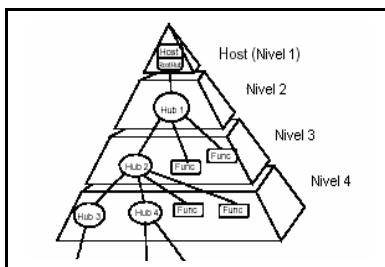 Host
RootHub
Host (Nivel 1)
Nivel 2
Hub 1
Nivel 3
Func
Hub 2
Func
Nivel 4
Hub 3
Hub 4
Func
Func